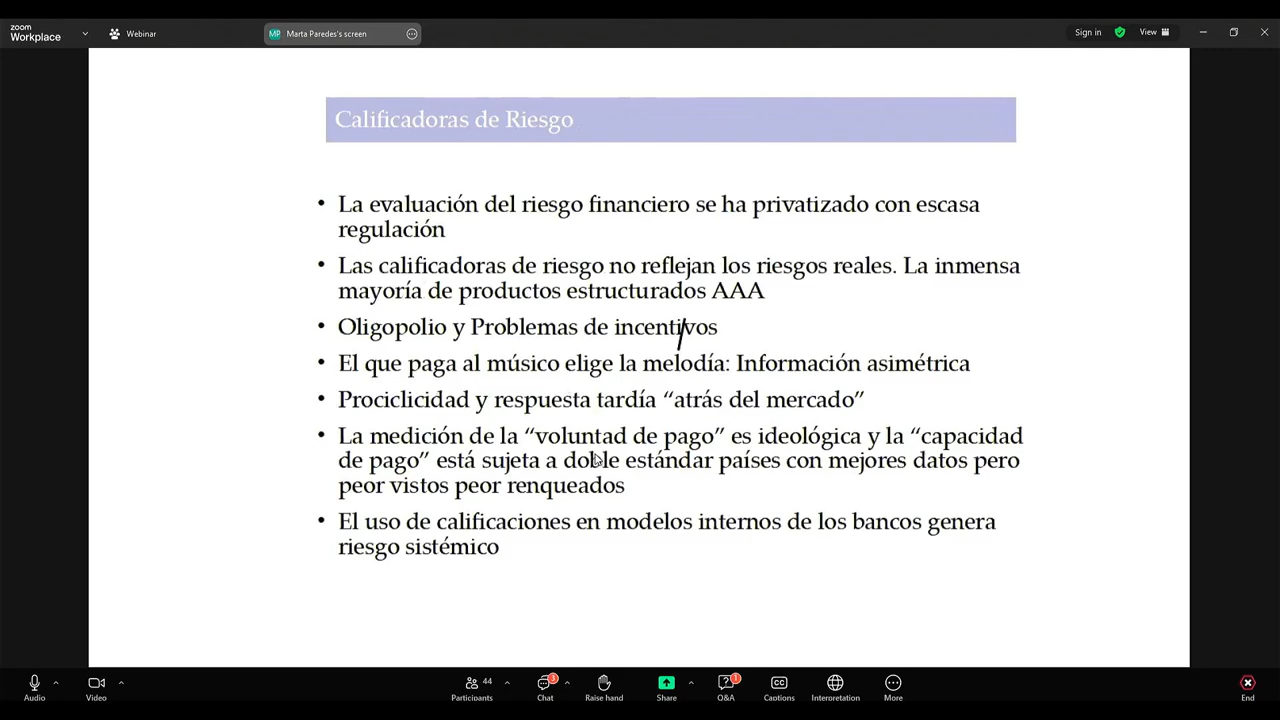 zoom
Workplace
Webinar
MP Marta Paredes's screen
Sign in
View
Calificadoras de Riesgo
• La evaluación del riesgo financiero se ha privatizado con escasa
regulación
• Las calificadoras de riesgo no reflejan los riesgos reales. La inmensa
mayoría de productos estructurados AAA
• Oligopolio y Problemas de incentivos
• El que paga al músico elige la melodía: Información asimétrica
• Prociclicidad y respuesta tardía “atrás del mercado”
• La medición de la “voluntad de pago” es ideológica y la “capacidad
de pago” está sujeta a doble estándar países con mejores datos pero
peor vistos peor renqueados
• El uso de calificaciones en modelos internos de los bancos genera
riesgo sistémico
Audio
Video
Participants 44
Chat 3
Raise hand
Share
Q&A 1
Captions
Interpretation
More
End